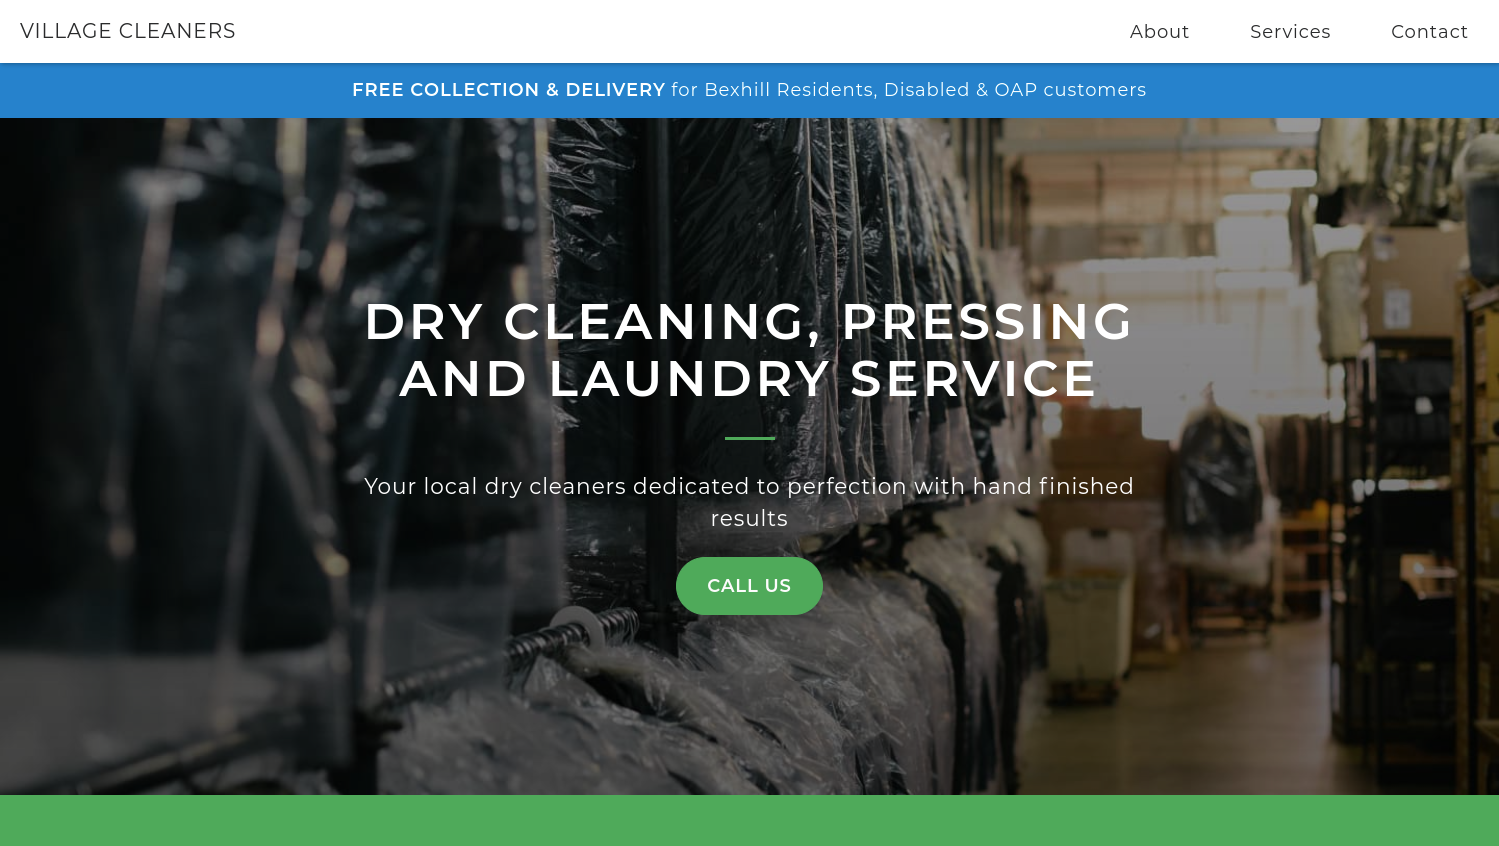 VILLAGE CLEANERS
About Services Contact
FREE COLLECTION & DELIVERY for Bexhill Residents, Disabled & OAP customers
DRY CLEANING, PRESSING
AND LAUNDRY SERVICE
Your local dry cleaners dedicated to perfection with hand finished
results
CALL US